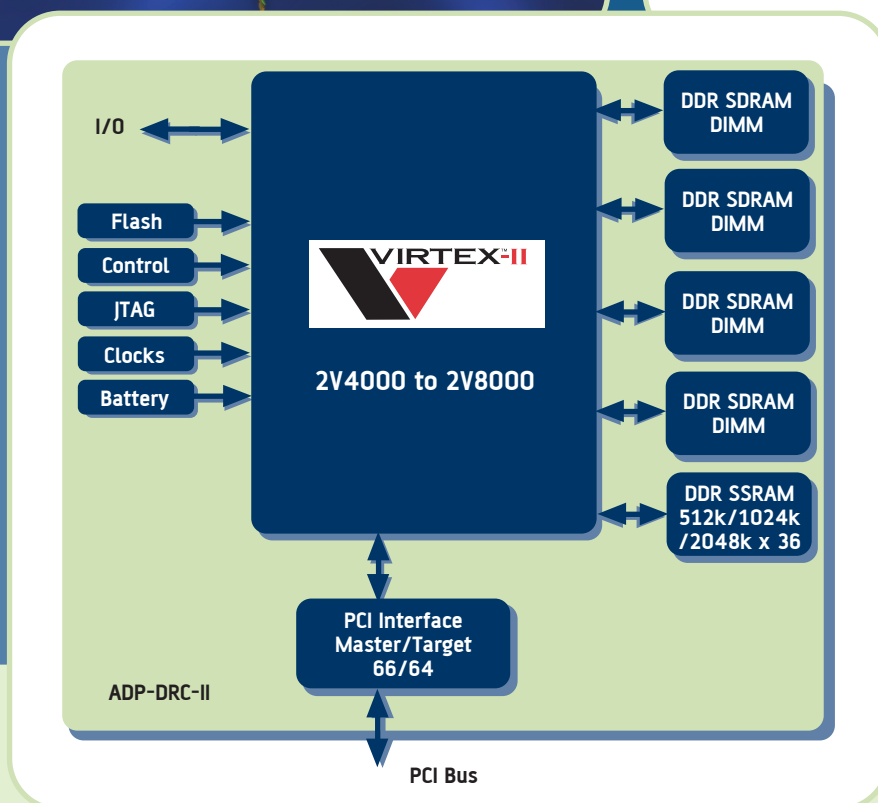 I/O
Flash
Control
JTAG
Clocks
Battery
VIRTEX™-II
2V4000 to 2V8000
DDR SDRAM
DIMM
DDR SDRAM
DIMM
DDR SDRAM
DIMM
DDR SDRAM
DIMM
DDR SSRAM
512k/1024k
/2048k x 36
PCI Interface
Master/Target
66/64
ADP-DRC-II
PCI Bus